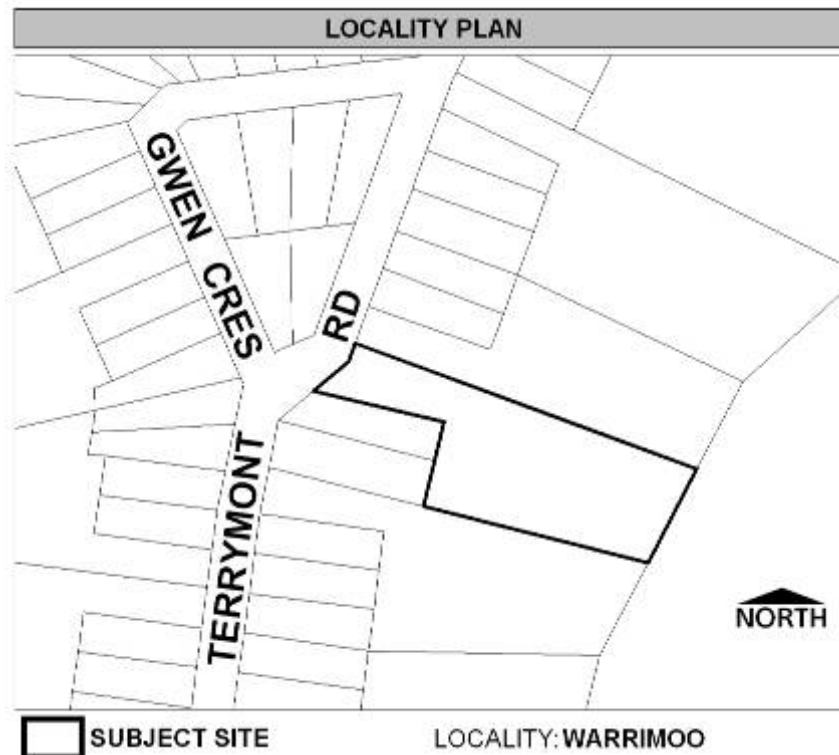 LOCALITY PLAN
GWEN CRES
RD
TERRYMONT
NORTH
SUBJECT SITE
LOCALITY: WARRIMOO